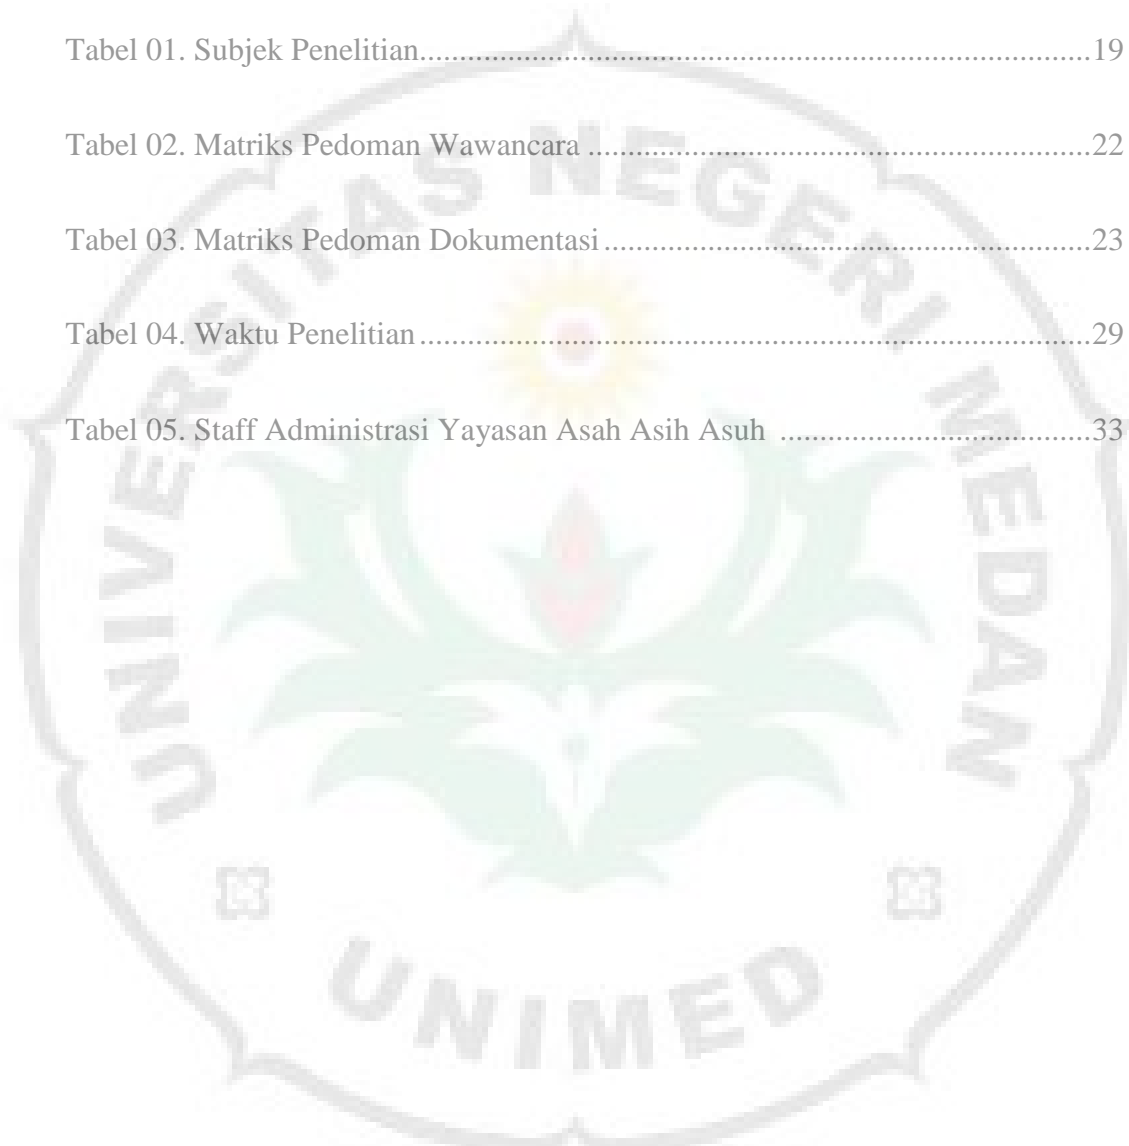 Tabel 01. Subjek Penelitian....................................................................................19
Tabel 02. Matriks Pedoman Wawancara ...............................................................22
Tabel 03. Matriks Pedoman Dokumentasi .............................................................23
Tabel 04. Waktu Penelitian ....................................................................................29
Tabel 05. Staff Administrasi Yayasan Asah Asih Asuh .......................................33
UNIVERSITAS NEGERI MEDAN
UNIMED